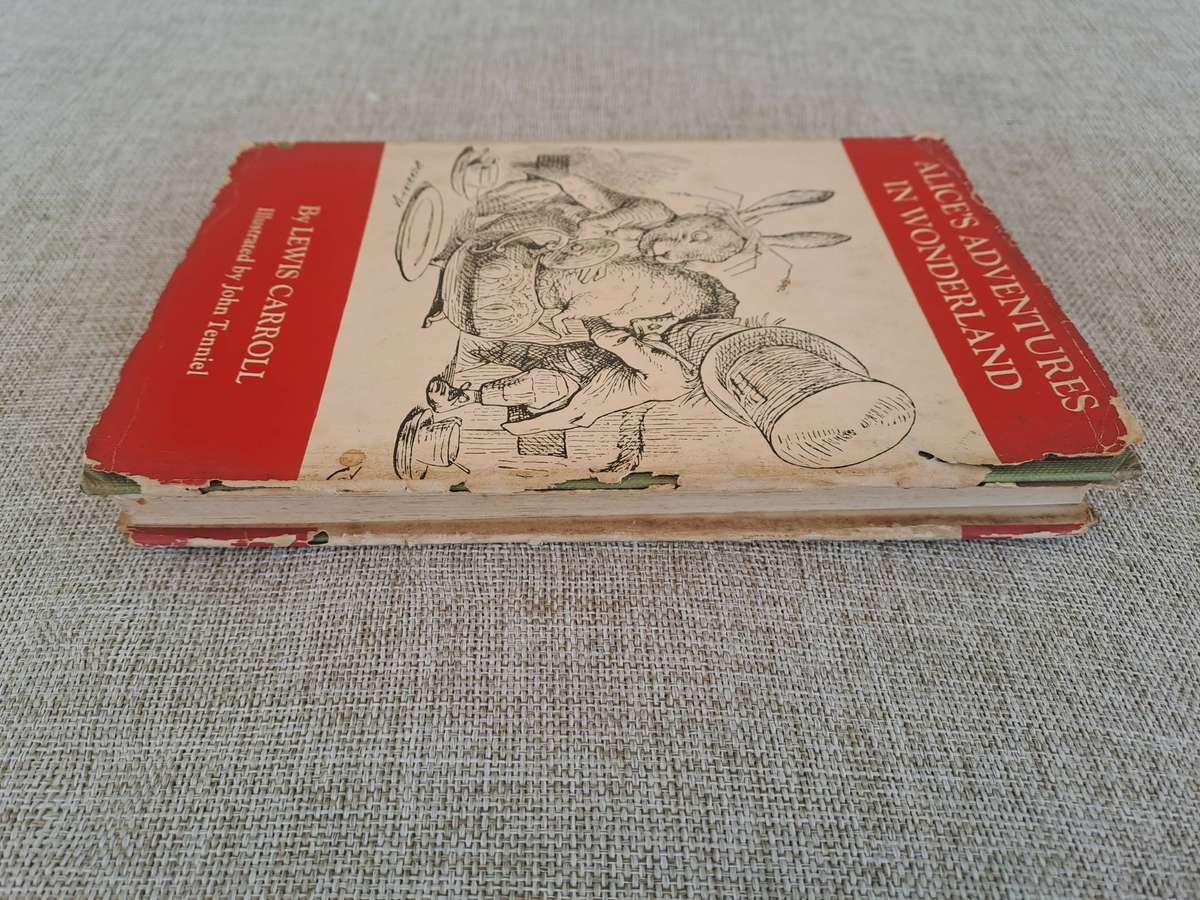 ALICE'S ADVENTURES
IN WONDERLAND
By LEWIS CARROLL
Illustrated by John Tenniel